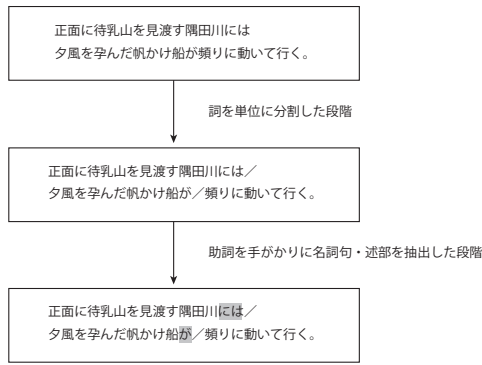 正面に待乳山を見渡す隅田川には
夕風を孕んだ帆かけ船が頻りに動いて行く。
詞を単位に分割した段階
正面に待乳山を見渡す隅田川には／
夕風を孕んだ帆かけ船が／頻りに動いて行く。
助詞を手がかりに名詞句・述部を抽出した段階
正面に待乳山を見渡す隅田川には／
夕風を孕んだ帆かけ船が／頻りに動いて行く。